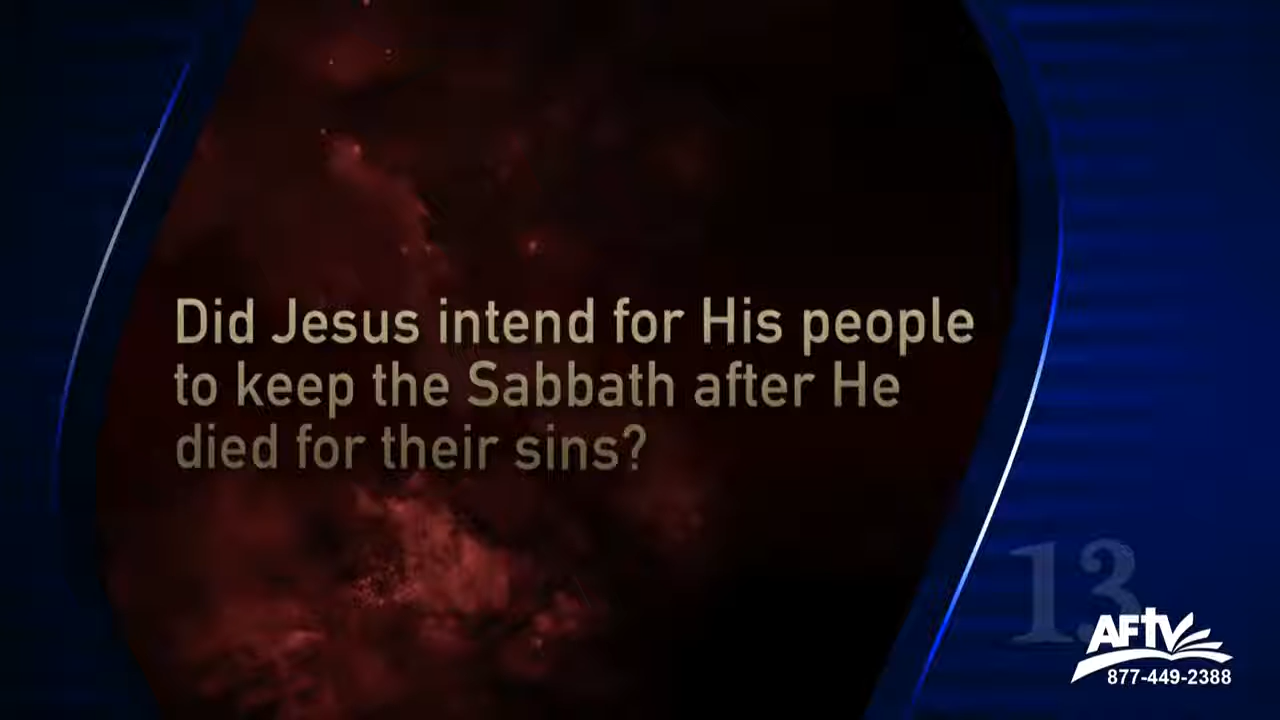 Did Jesus intend for His people
to keep the Sabbath after He
died for their sins?
13
AFtv
877-449-2388